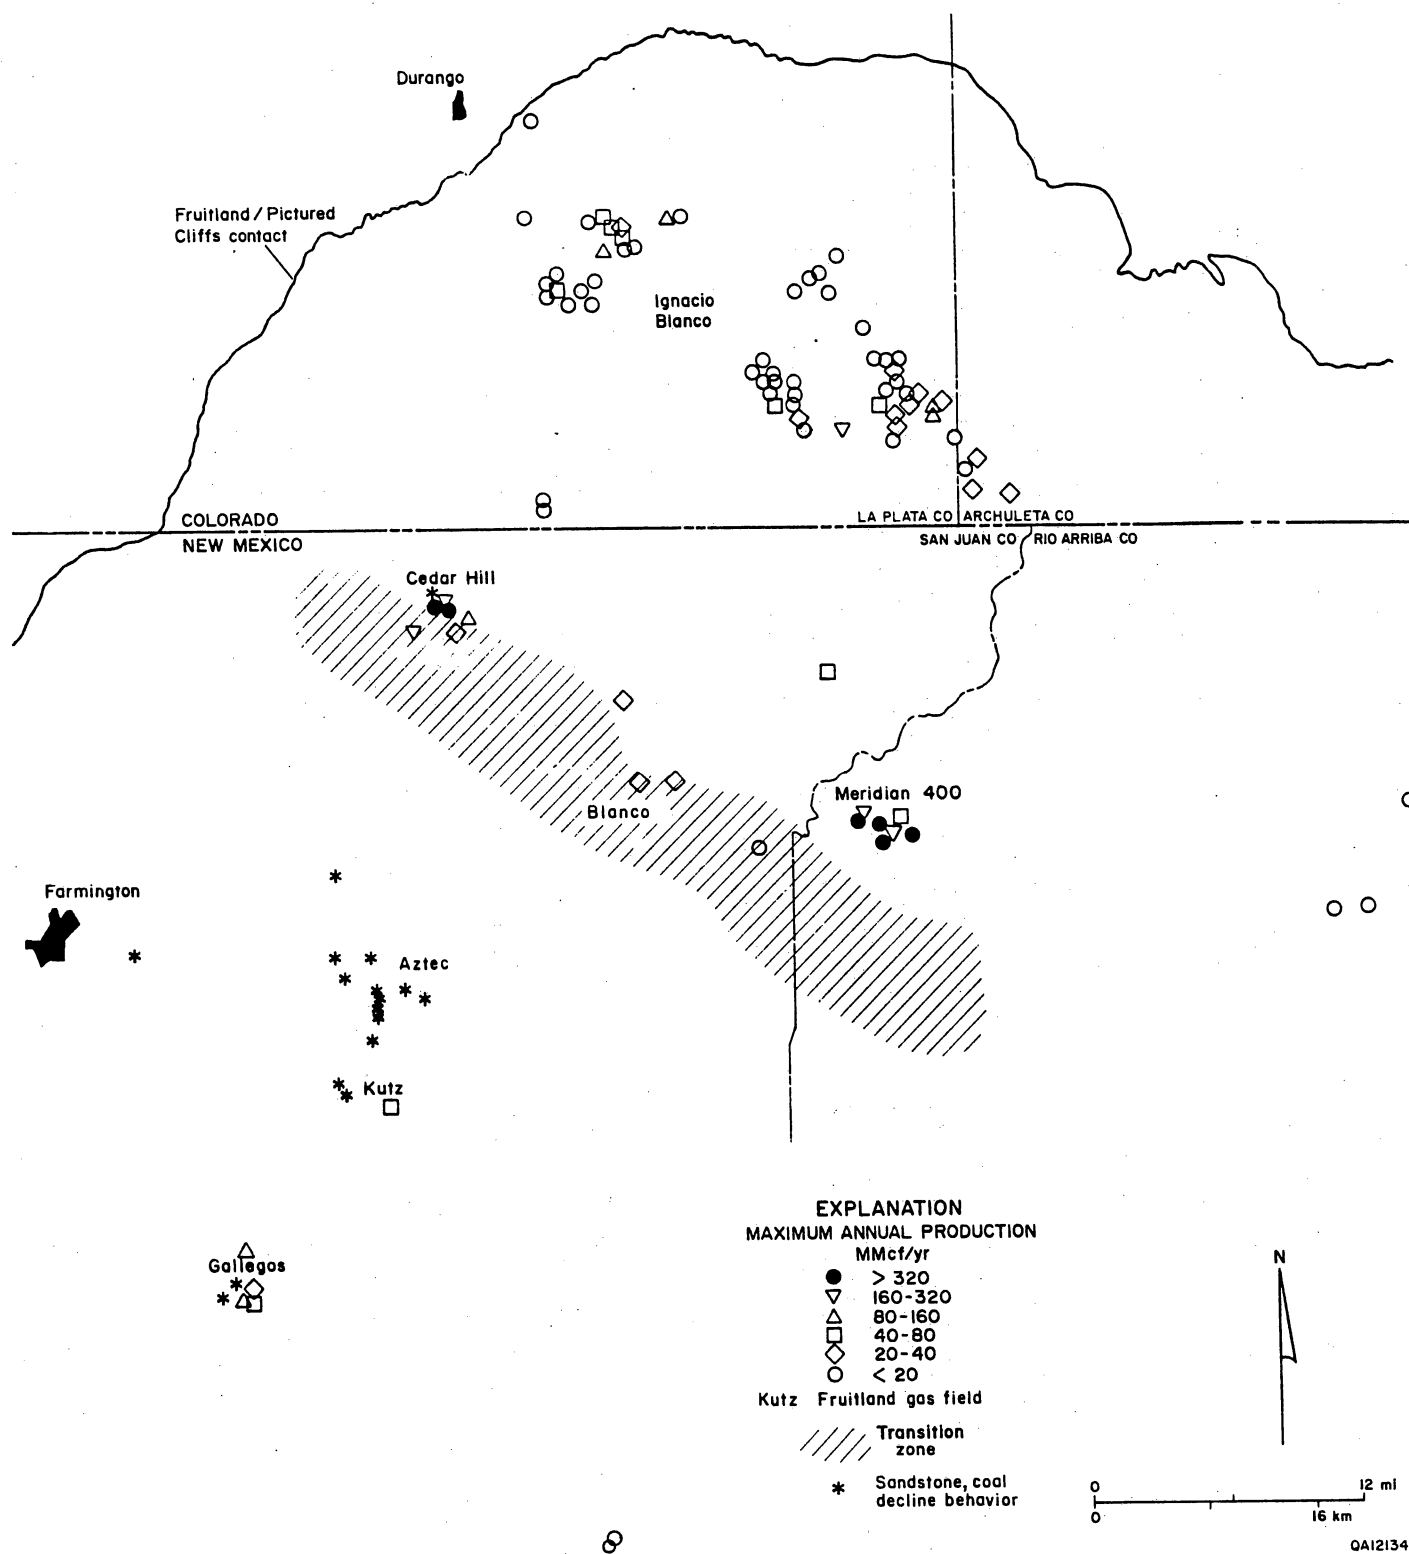 Durango
Fruitland / Pictured
Cliffs contact
Ignacio
Blanco
COLORADO
NEW MEXICO
LA PLATA CO
ARCHULETA CO
SAN JUAN CO
RIO ARRIBA CO
Cedar Hill
Meridian 400
Blanco
Farmington
Aztec
Kutz
Gallegos
EXPLANATION
MAXIMUM ANNUAL PRODUCTION
MMcf/yr
> 320
160-320
80-160
40-80
20-40
< 20
Kutz Fruitland gas field
Transition
zone
Sandstone, coal
decline behavior
N
0 12 mi
0 16 km
QA12134